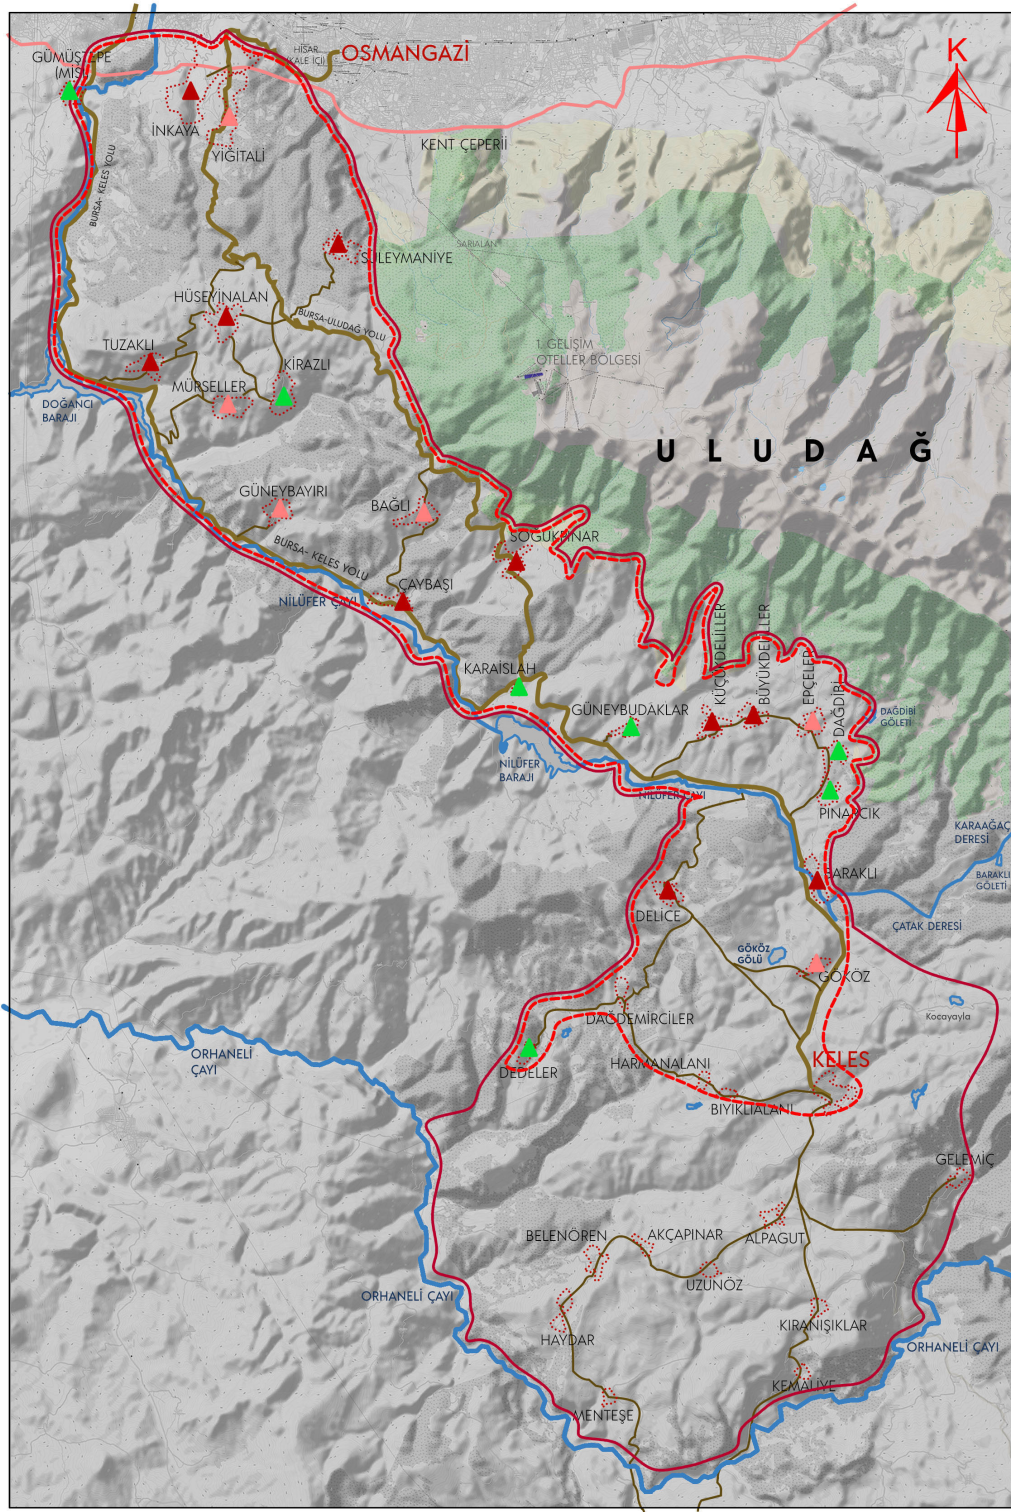 GÜMÜŞTEPE
(MİSİ)
HİSAR
(KALE İÇİ)
OSMANGAZİ
K
İNKAYA
YİĞİTALİ
KENT ÇEPERİİ
BURSA- KELES YOLU
SÜLEYMANİYE
SARIALAN
HÜSEYİNALAN
BURSA-ULUDAĞ YOLU
TUZAKLI
KİRAZLI
1. GELİŞİM
OTELLER BÖLGESİ
MÜRSELLER
DOĞANCI
BARAJI
ULUDAĞ
GÜNEYBAYIRI
BAĞLI
SOĞUKPINAR
BURSA- KELES YOLU
ÇAYBAŞI
NİLÜFER ÇAYI
KÜÇÜKDELİLLER
BÜYÜKDELİLLER
EPÇELER
DAĞDİBİ
KARAİSLAH
GÜNEYBUDAKLAR
DAĞDİBİ
GÖLETİ
NİLÜFER
BARAJI
NİLÜFER ÇAYI
PINARCIK
KARAAĞAÇ
DERESİ
BARAKLI
BARAKLI
GÖLETİ
DELİCE
ÇATAK DERESİ
GÖKÖZ
GÖLÜ
GÖKÖZ
DAĞDEMİRCİLER
Kocayayla
ORHANELİ
ÇAYI
DEDELER
HARMANALANI
KELES
BIYIKLIALANI
GELEMİÇ
BELENÖREN
AKÇAPINAR
ALPAGUT
UZUNÖZ
ORHANELİ ÇAYI
HAYDAR
KIRANIŞIKLAR
ORHANELİ ÇAYI
KEMALİYE
MENTEŞE